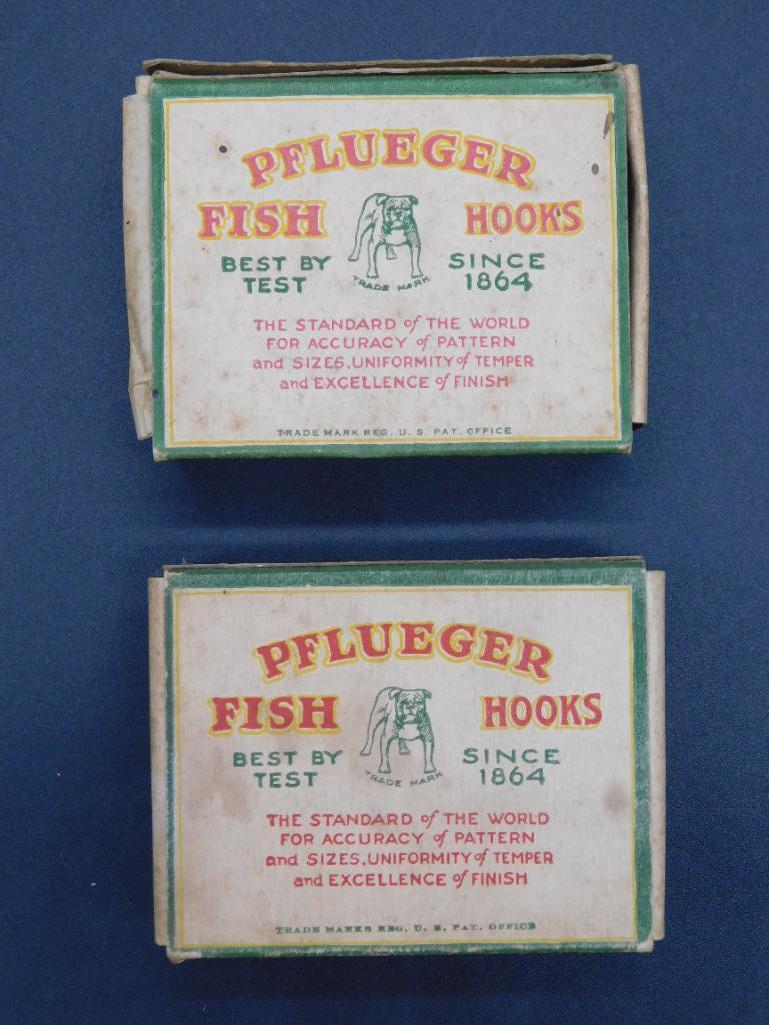 PFLUEGER
FISH HOOKS
BEST BY TEST
SINCE 1864
TRADE MARK
THE STANDARD of THE WORLD
FOR ACCURACY of PATTERN
and SIZES, UNIFORMITY of TEMPER
and EXCELLENCE of FINISH
TRADE MARK REG. U. S. PAT. OFFICE
PFLUEGER
FISH HOOKS
BEST BY TEST
SINCE 1864
TRADE MARK
THE STANDARD of THE WORLD
FOR ACCURACY of PATTERN
and SIZES, UNIFORMITY of TEMPER
and EXCELLENCE of FINISH
TRADE MARKS REG. U. S. PAT. OFFICE